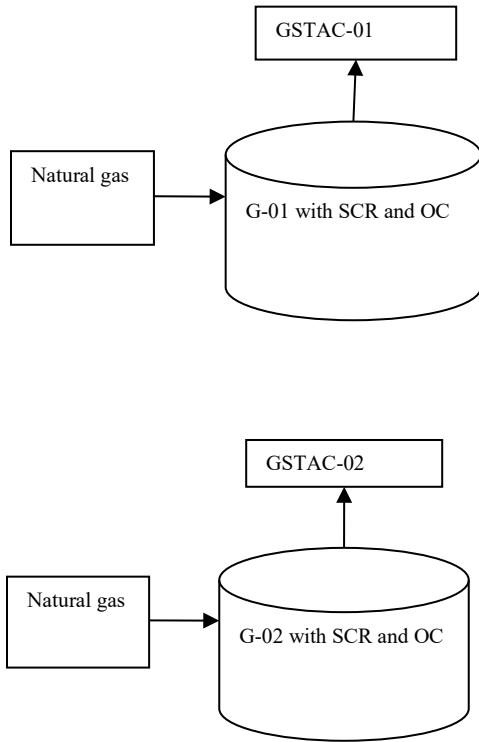 GSTAC-01
Natural gas
G-01 with SCR and OC
GSTAC-02
Natural gas
G-02 with SCR and OC